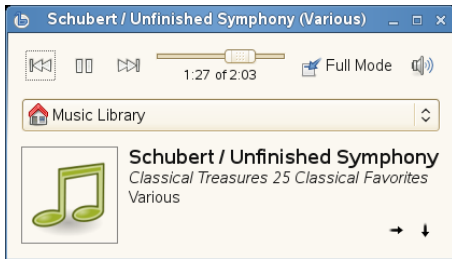 Schubert / Unfinished Symphony (Various)
1:27 of 2:03
Full Mode
Music Library
Schubert / Unfinished Symphony
Classical Treasures 25 Classical Favorites
Various